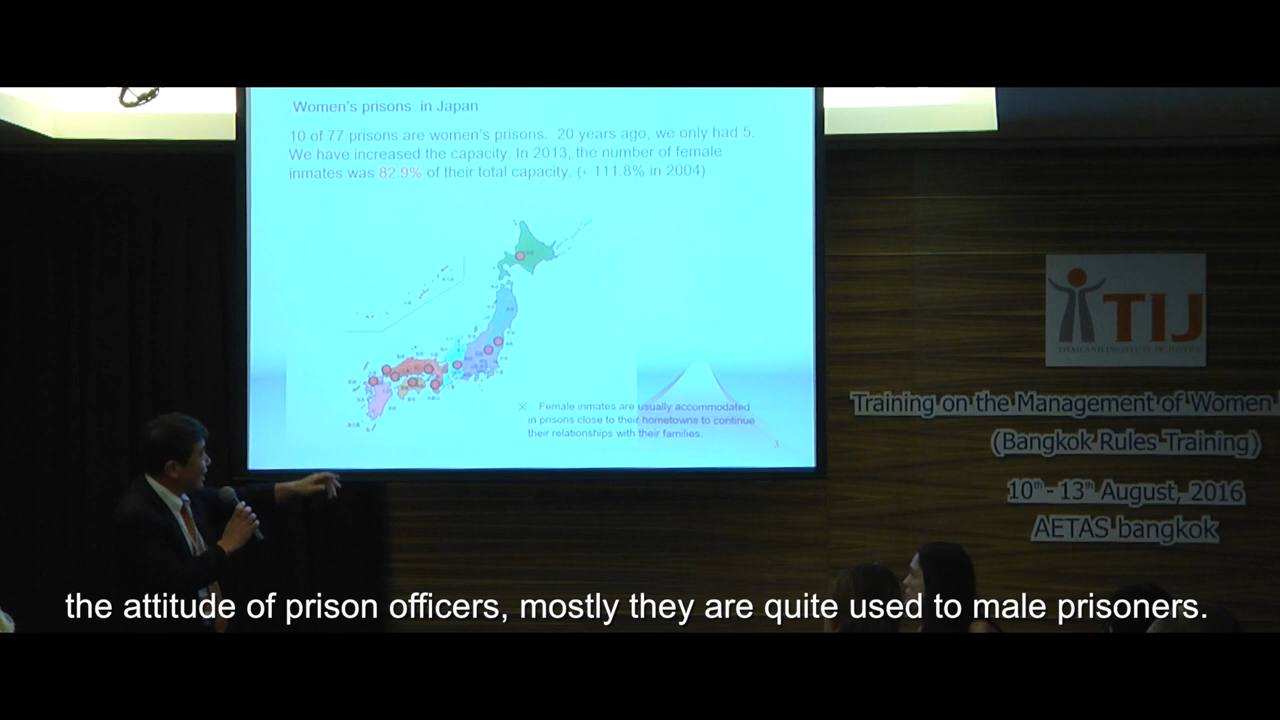 Women's prisons in Japan
10 of 77 prisons are women's prisons. 20 years ago, we only had 5.
We have increased the capacity. In 2013, the number of female
inmates was 82.9% of their total capacity. (← 111.8% in 2004)
※ Female inmates are usually accommodated
in prisons close to their hometowns to continue
their relationships with their families.
3
TIJ
THAILAND INSTITUTE OF JUSTICE
Training on the Management of Women
(Bangkok Rules Training)
10th - 13th August, 2016
AETAS bangkok
the attitude of prison officers, mostly they are quite used to male prisoners.